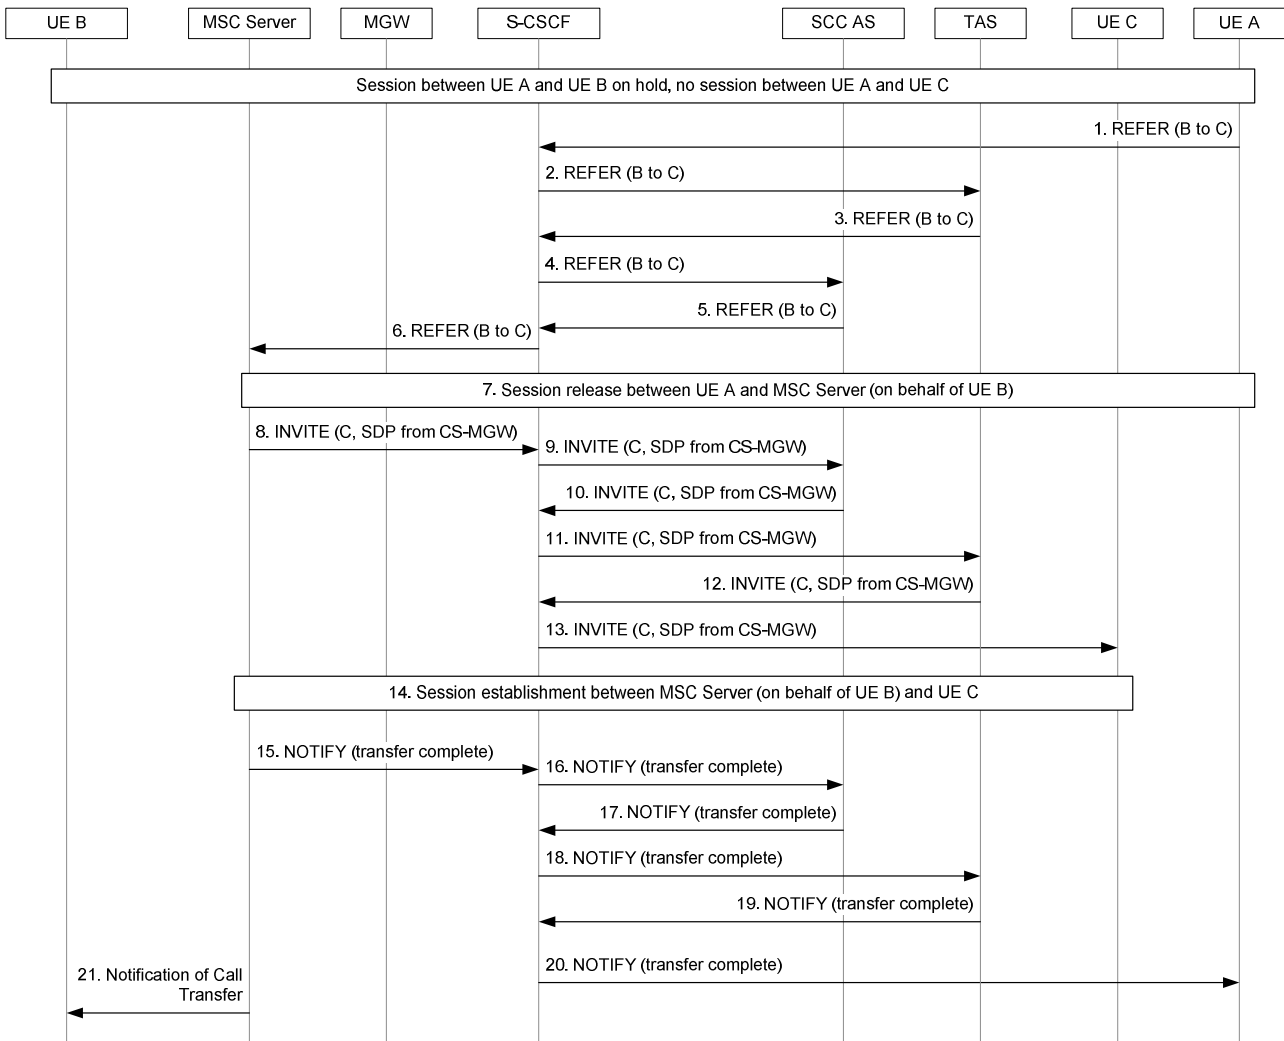 UE B
MSC Server
MGW
S-CSCF
SCC AS
TAS
UE C
UE A
Session between UE A and UE B on hold, no session between UE A and UE C
1. REFER (B to C)
2. REFER (B to C)
3. REFER (B to C)
4. REFER (B to C)
5. REFER (B to C)
6. REFER (B to C)
7. Session release between UE A and MSC Server (on behalf of UE B)
8. INVITE (C, SDP from CS-MGW)
9. INVITE (C, SDP from CS-MGW)
10. INVITE (C, SDP from CS-MGW)
11. INVITE (C, SDP from CS-MGW)
12. INVITE (C, SDP from CS-MGW)
13. INVITE (C, SDP from CS-MGW)
14. Session establishment between MSC Server (on behalf of UE B) and UE C
15. NOTIFY (transfer complete)
16. NOTIFY (transfer complete)
17. NOTIFY (transfer complete)
18. NOTIFY (transfer complete)
19. NOTIFY (transfer complete)
20. NOTIFY (transfer complete)
21. Notification of Call
Transfer